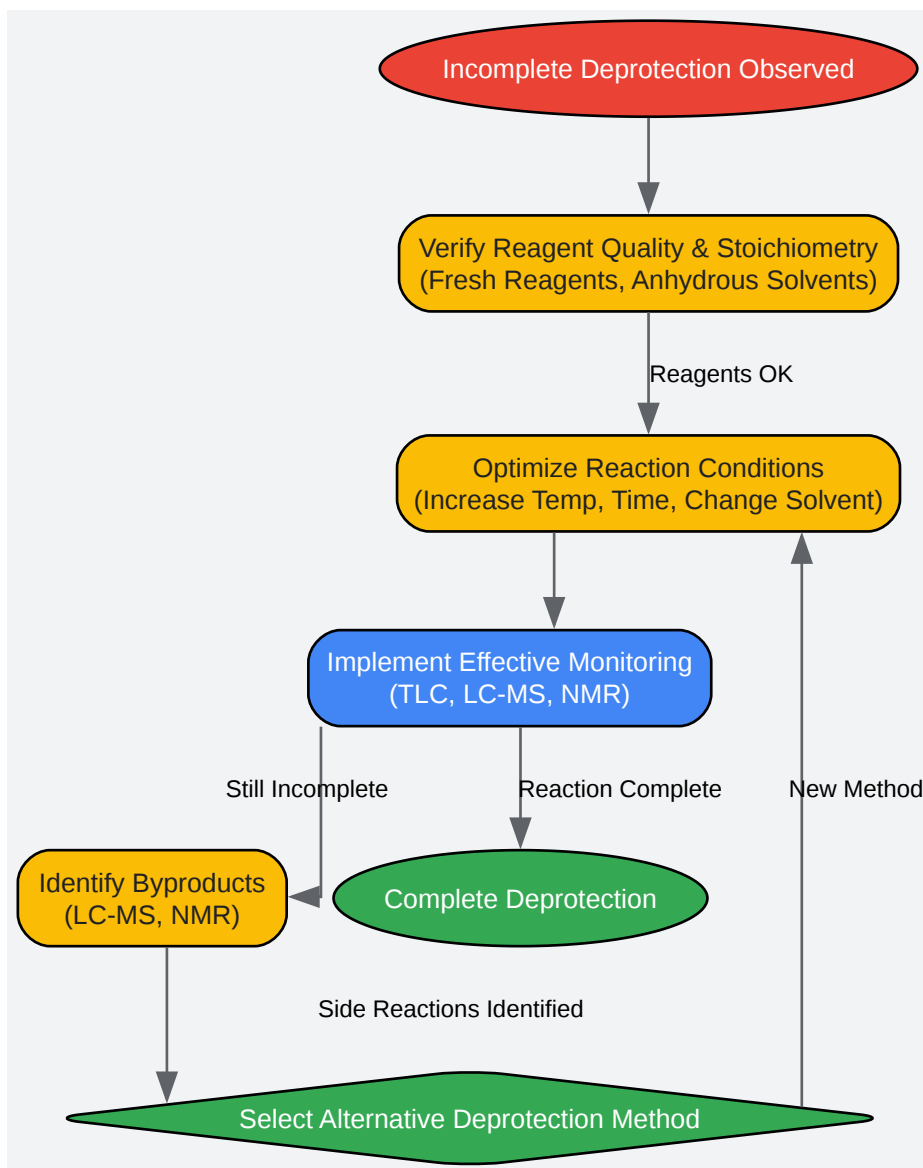 Incomplete Deprotection Observed
Verify Reagent Quality & Stoichiometry
(Fresh Reagents, Anhydrous Solvents)
Reagents OK
Optimize Reaction Conditions
(Increase Temp, Time, Change Solvent)
Implement Effective Monitoring
(TLC, LC-MS, NMR)
Still Incomplete
Reaction Complete
New Method
Identify Byproducts
(LC-MS, NMR)
Complete Deprotection
Side Reactions Identified
Select Alternative Deprotection Method